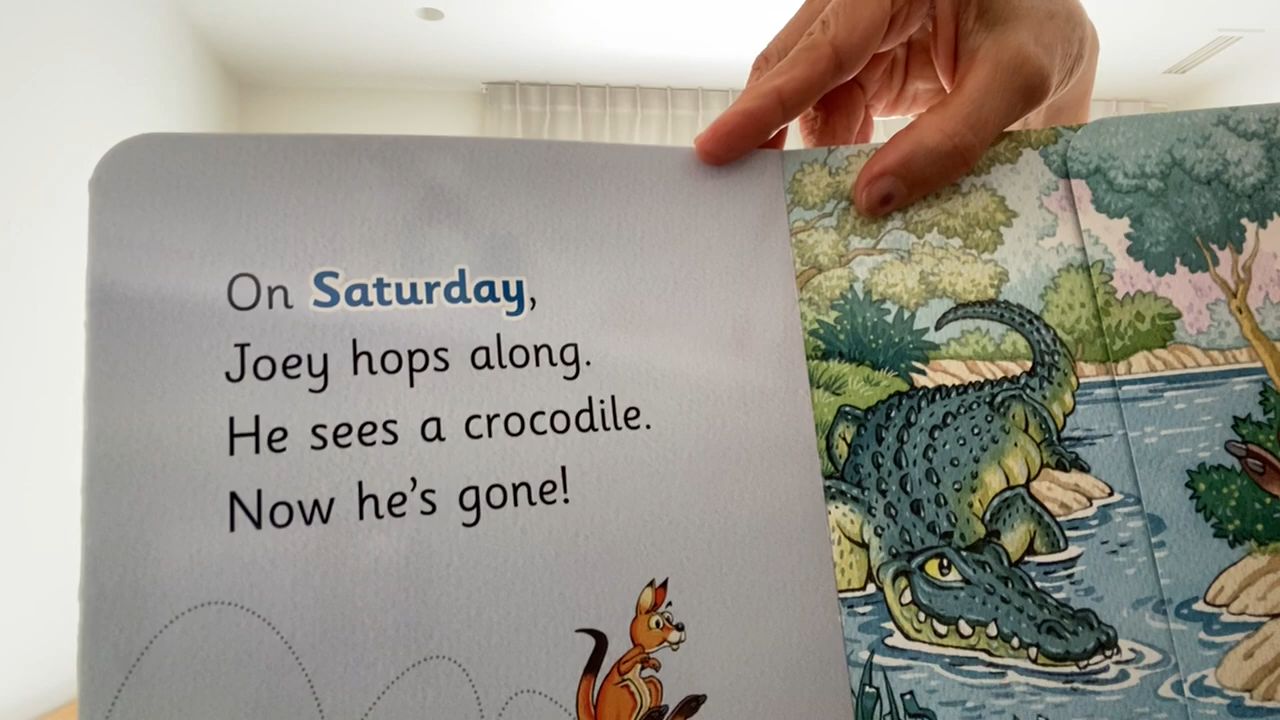 On Saturday,
Joey hops along.
He sees a crocodile.
Now he's gone!